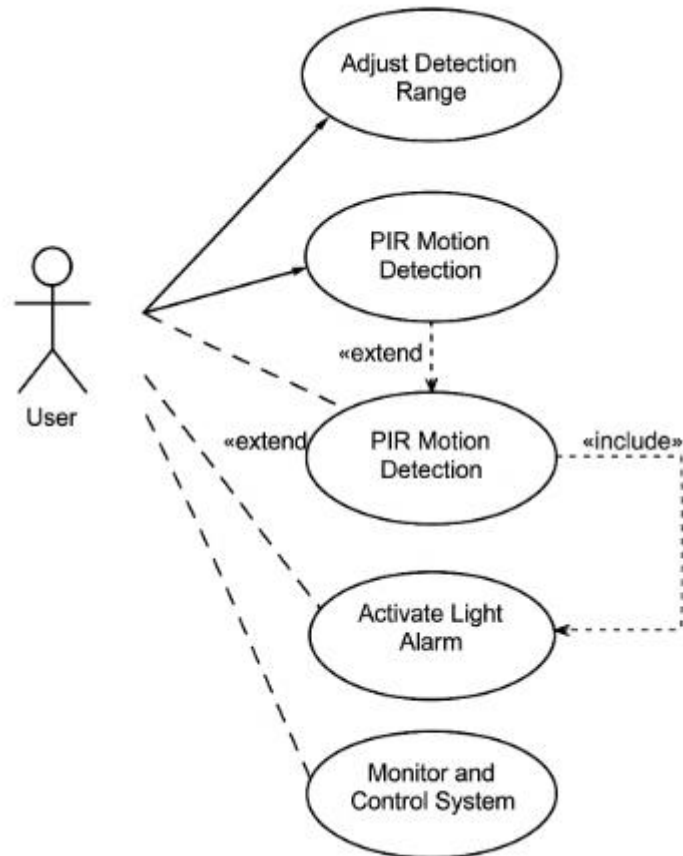 Adjust Detection
Range
PIR Motion
Detection
«extend
User
«extend
PIR Motion
Detection
«include»
Activate Light
Alarm
Monitor and
Control System